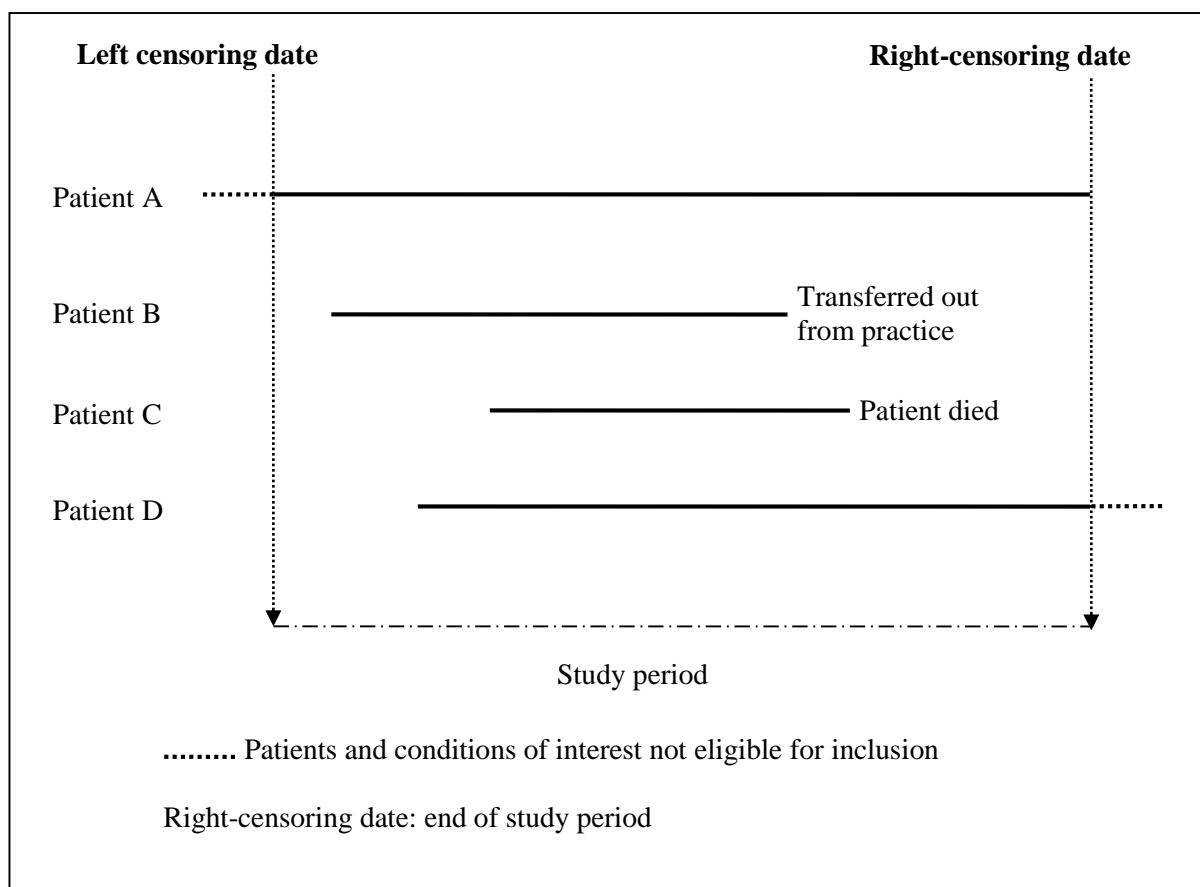 Left censoring date
Right-censoring date
Patient A
Patient B
Transferred out
from practice
Patient C
Patient died
Patient D
Study period
Patients and conditions of interest not eligible for inclusion
Right-censoring date: end of study period